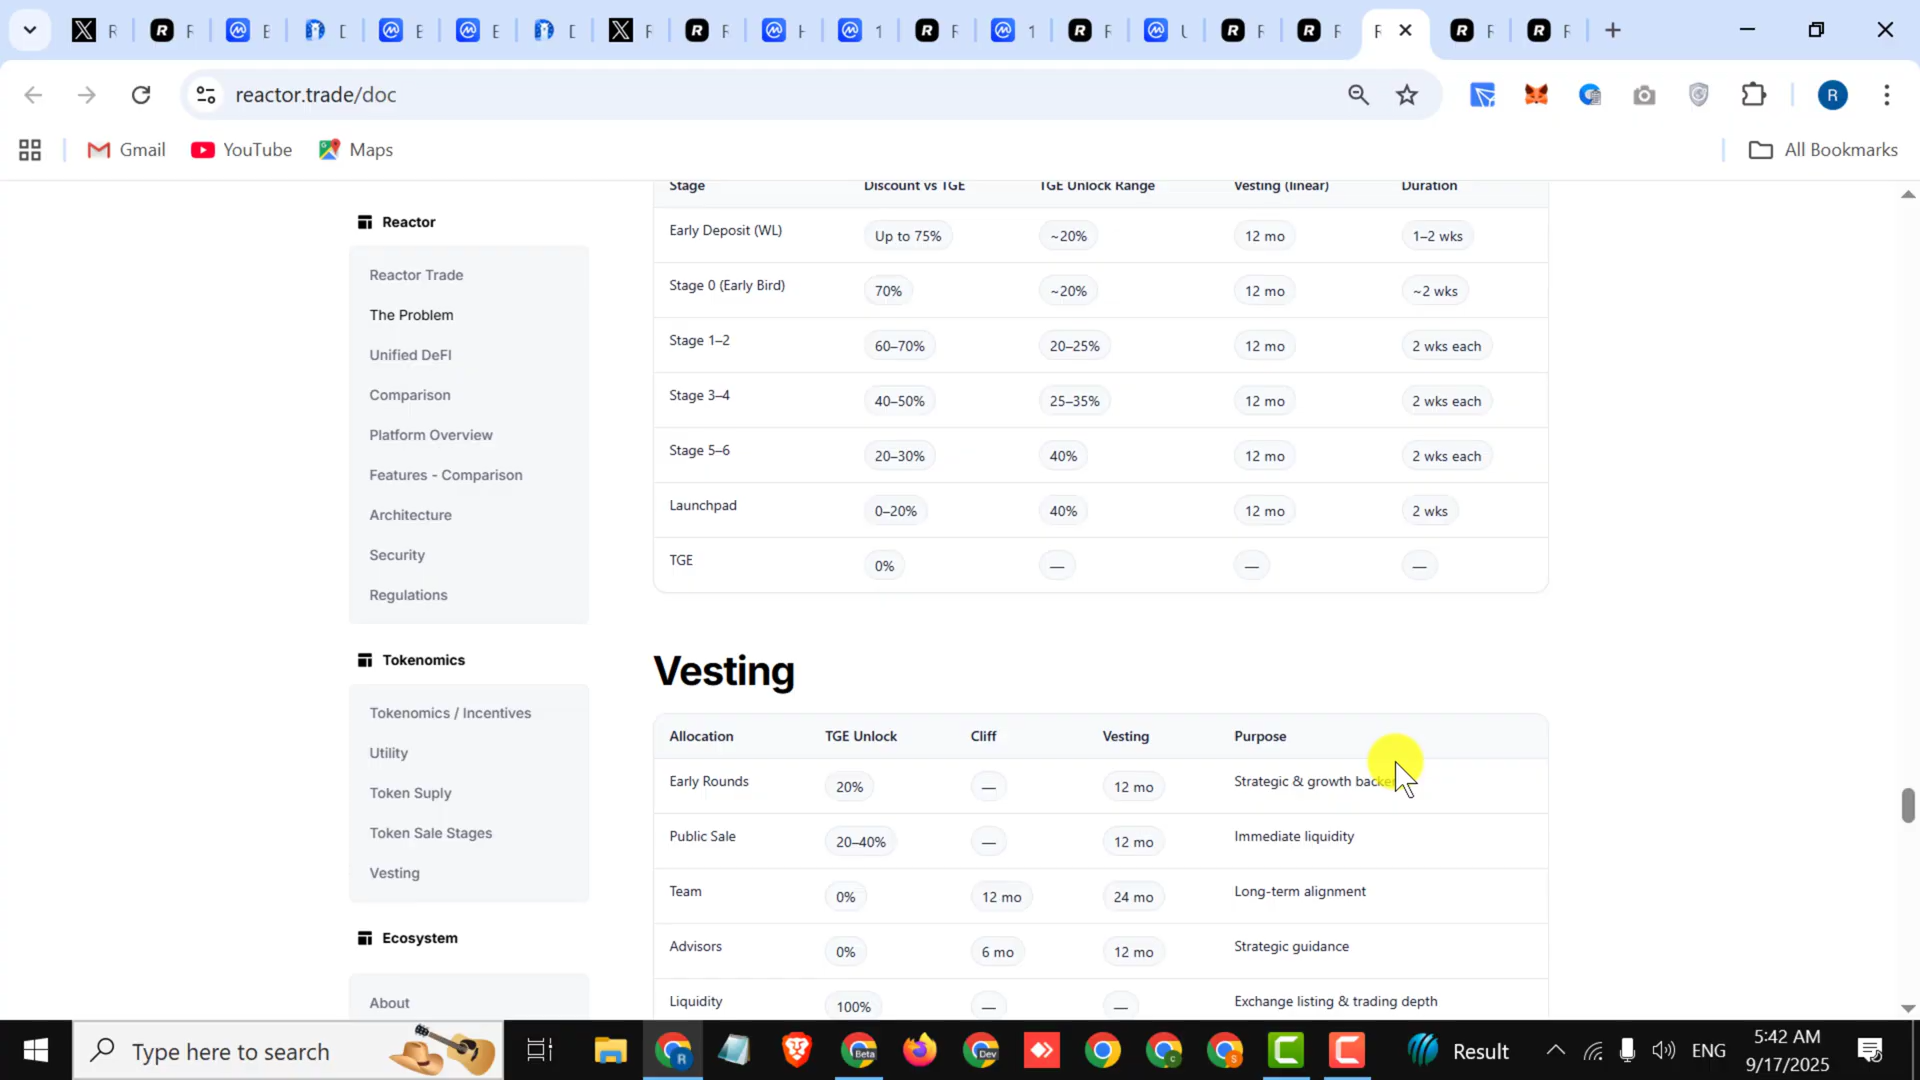 reactor.trade/doc
Gmail
YouTube
Maps
All Bookmarks
Reactor
Reactor Trade
The Problem
Unified DeFI
Comparison
Platform Overview
Features - Comparison
Architecture
Security
Regulations
Tokenomics
Tokenomics / Incentives
Utility
Token Suply
Token Sale Stages
Vesting
Ecosystem
About
Stage Discount vs TGE TGE Unlock Range Vesting (linear) Duration
Early Deposit (WL) Up to 75% ~20% 12 mo 1–2 wks
Stage 0 (Early Bird) 70% ~20% 12 mo ~2 wks
Stage 1–2 60–70% 20–25% 12 mo 2 wks each
Stage 3–4 40–50% 25–35% 12 mo 2 wks each
Stage 5–6 20–30% 40% 12 mo 2 wks each
Launchpad 0–20% 40% 12 mo 2 wks
TGE 0% — — —
Vesting
Allocation TGE Unlock Cliff Vesting Purpose
Early Rounds 20% — 12 mo Strategic & growth
Public Sale 20–40% — 12 mo Immediate liquidity
Team 0% 12 mo 24 mo Long-term alignment
Advisors 0% 6 mo 12 mo Strategic guidance
Liquidity 100% — — Exchange listing & trading depth
Type here to search
Beta
Dev
Result
ENG
5:42 AM
9/17/2025